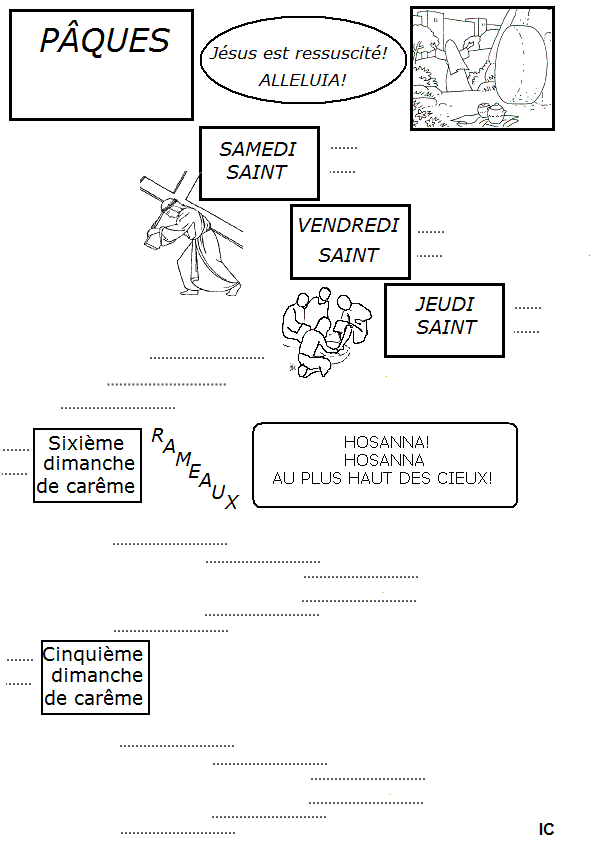 PÂQUES
Jésus est ressuscité!
ALLELUIA!
SAMEDI
SAINT
VENDREDI
SAINT
JEUDI
SAINT
Sixième
dimanche
de carême
RAMEAUX
HOSANNA!
HOSANNA
AU PLUS HAUT DES CIEUX!
Cinquième
dimanche
de carême
IC